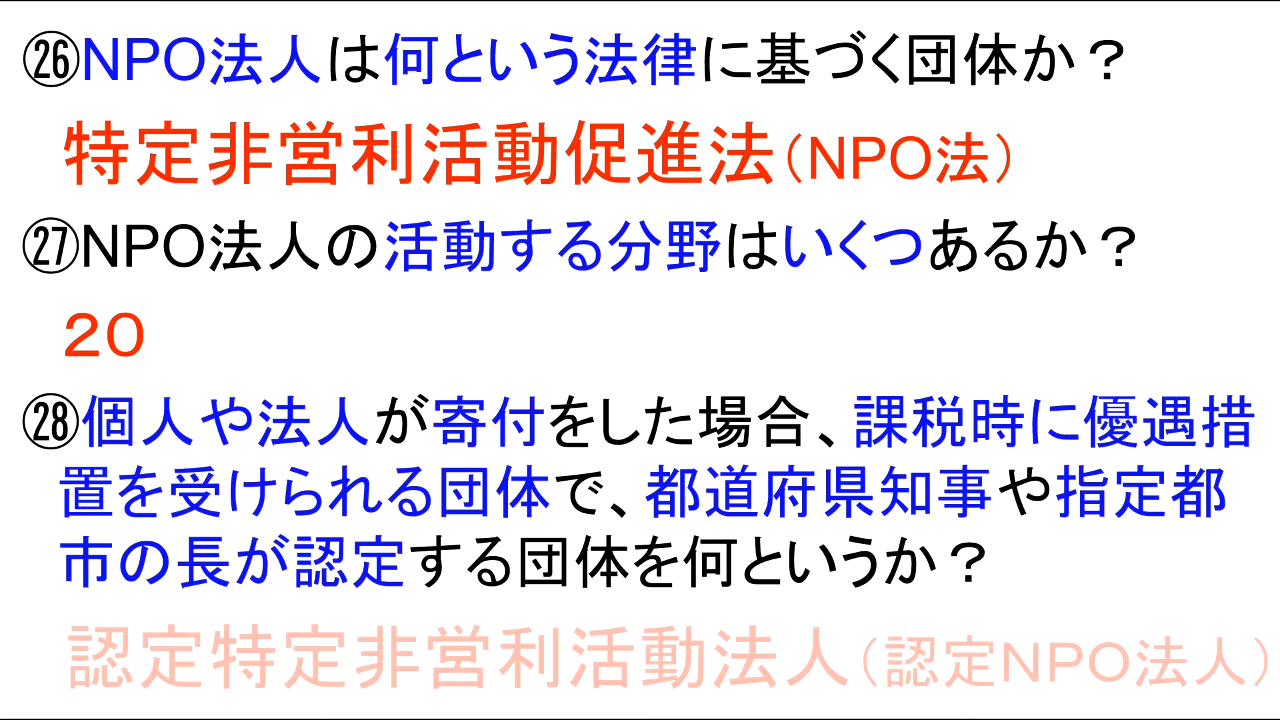 ㉖NPO法人は何という法律に基づく団体か？
特定非営利活動促進法（NPO法）
㉗NPO法人の活動する分野はいくつあるか？
２０
㉘個人や法人が寄付をした場合、課税時に優遇措
置を受けられる団体で、都道府県知事や指定都
市の長が認定する団体を何というか？
認定特定非営利活動法人（認定NPO法人）